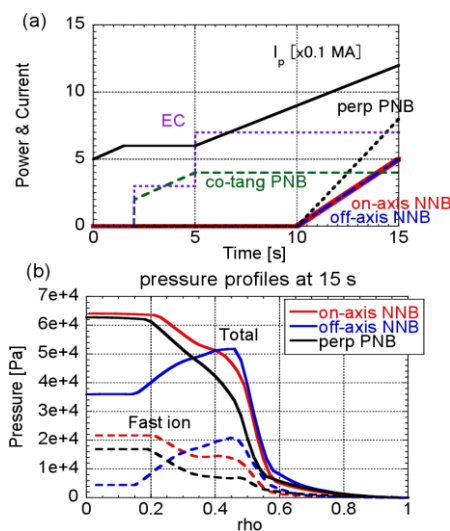 (a)
15
I_p [x0.1 MA]
perp PNB
10
EC
5
co-tang PNB
on-axis NNB
off-axis NNB
0
0 5 10 15
Power & Current
Time [s]
(b) pressure profiles at 15 s
7e+4
6e+4
5e+4
4e+4
3e+4
2e+4
1e+4
0e+0
on-axis NNB
off-axis NNB
perp PNB
Total
Fast ion
Pressure [Pa]
0 0.2 0.4 0.6 0.8 1
rho